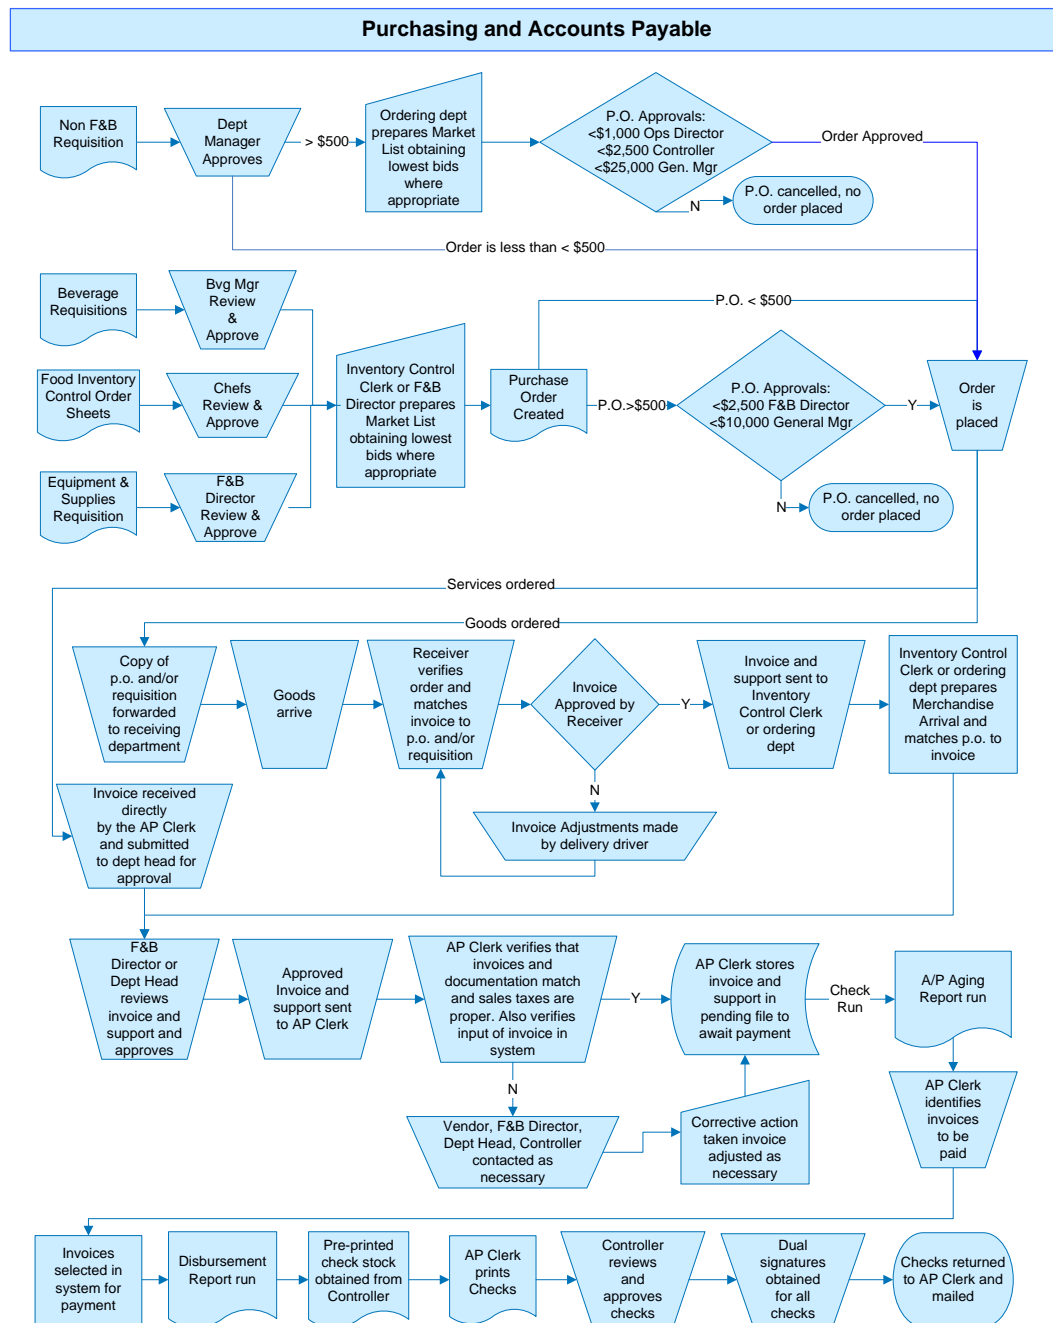 Purchasing and Accounts Payable
Non F&B
Requisition
Dept
Manager
Approves
> $500
Ordering dept
prepares Market
List obtaining
lowest bids
where
appropriate
P.O. Approvals:
<$1,000 Ops Director
<$2,500 Controller
<$25,000 Gen. Mgr
Order Approved
N
P.O. cancelled, no
order placed
Order is less than < $500
Beverage
Requisitions
Bvg Mgr
Review
&
Approve
Food Inventory
Control Order
Sheets
Chefs
Review &
Approve
Equipment &
Supplies
Requisition
F&B
Director
Review &
Approve
Inventory Control
Clerk or F&B
Director prepares
Market List
obtaining lowest
bids where
appropriate
Purchase
Order
Created
P.O. < $500
P.O.>$500
P.O. Approvals:
<$2,500 F&B Director
<$10,000 General Mgr
Y
Order
is
placed
N
P.O. cancelled, no
order placed
Services ordered
Goods ordered
Copy of
p.o. and/or
requisition
forwarded
to receiving
department
Goods
arrive
Receiver
verifies
order and
matches
invoice to
p.o. and/or
requisition
Invoice
Approved by
Receiver
Y
N
Invoice Adjustments made
by delivery driver
Invoice and
support sent to
Inventory
Control Clerk
or ordering
dept
Inventory Control
Clerk or ordering
dept prepares
Merchandise
Arrival and
matches p.o. to
invoice
Invoice received
directly
by the AP Clerk
and submitted
to dept head for
approval
F&B
Director or
Dept Head
reviews
invoice and
support and
approves
Approved
Invoice and
support sent
to AP Clerk
AP Clerk verifies that
invoices and
documentation match
and sales taxes are
proper. Also verifies
input of invoice in
system
Y
N
Vendor, F&B Director,
Dept Head, Controller
contacted as
necessary
Corrective action
taken invoice
adjusted as
necessary
AP Clerk stores
invoice and
support in
pending file to
await payment
Check
Run
A/P Aging
Report run
AP Clerk
identifies
invoices
to be
paid
Invoices
selected in
system for
payment
Disbursement
Report run
Pre-printed
check stock
obtained from
Controller
AP Clerk
prints
Checks
Controller
reviews
and
approves
checks
Dual
signatures
obtained
for all
checks
Checks returned
to AP Clerk and
mailed